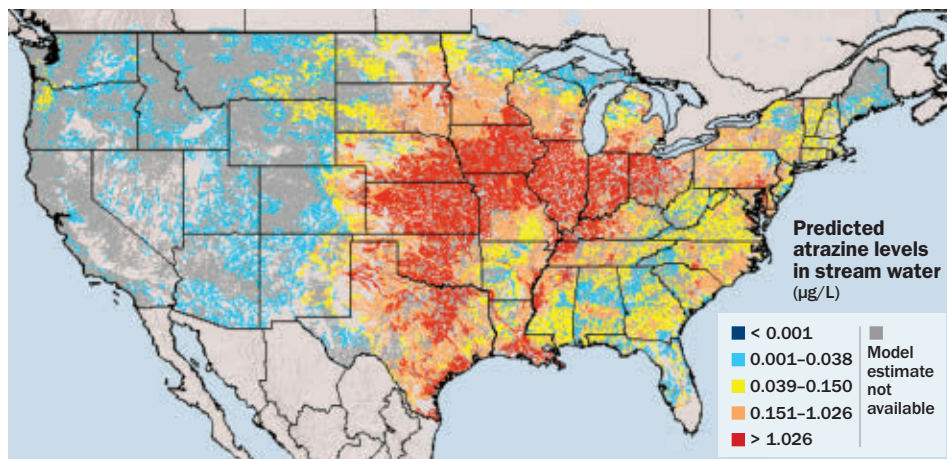 Predicted
atrazine levels
in stream water
(µg/L)
< 0.001
0.001–0.038
0.039–0.150
0.151–1.026
> 1.026
Model
estimate
not
available